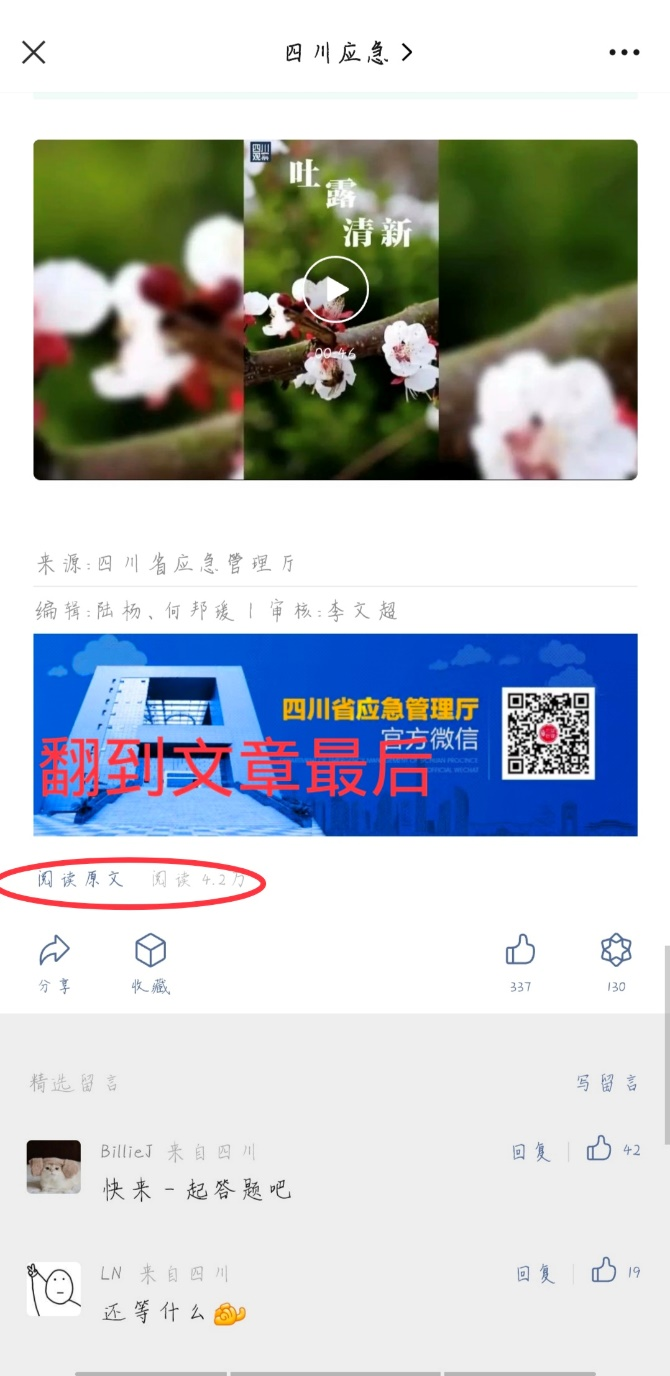 四川应急
四川
观察
吐
露
清新
00:46
来源:四川省应急管理厅
编辑:陆杨、何邦瑗丨审核:李文超
四川省应急管理厅
官方微信
翻到文章最后
阅读原文 阅读 4.2万
分享 收藏 337 130
精选留言 写留言
BillieJ 来自四川 回复 42
快来一起答题吧
LN 来自四川 回复 19
还等什么